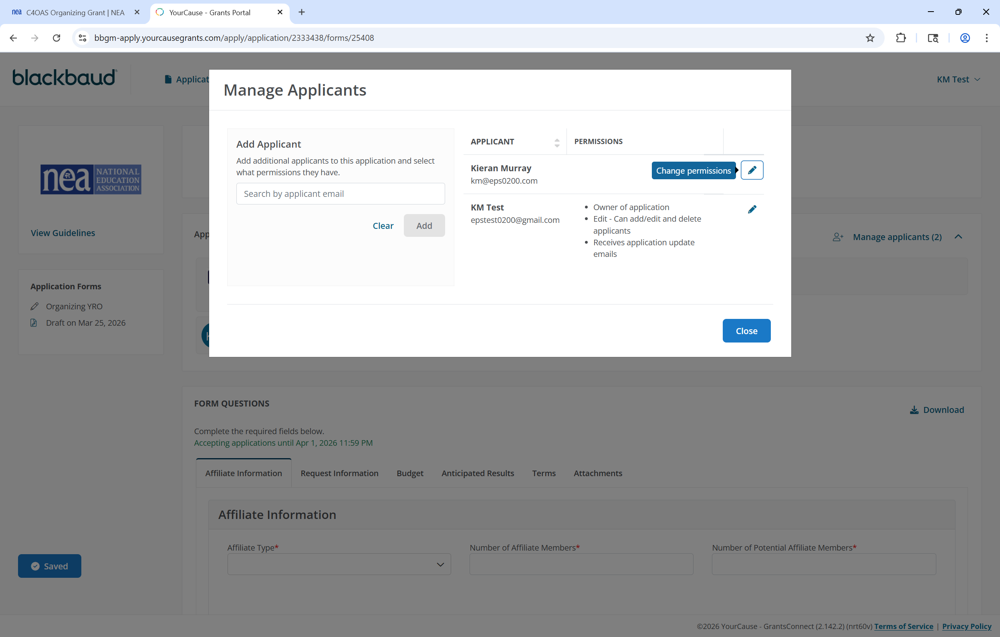 nea C4OAS Organizing Grant | NEA
YourCause - Grants Portal
bbgm-apply.yourcausegrants.com/apply/application/2333438/forms/25408
blackbaud
Applicat
KM Test
Manage Applicants
Add Applicant
Add additional applicants to this application and select
what permissions they have.
Search by applicant email
Clear
Add
APPLICANT
PERMISSIONS
Kieran Murray
km@eps0200.com
Change permissions
KM Test
epstest0200@gmail.com
• Owner of application
• Edit - Can add/edit and delete
applicants
• Receives application update
emails
Close
nea NATIONAL
EDUCATION
ASSOCIATION
View Guidelines
App
Manage applicants (2)
Application Forms
Organizing YRO
Draft on Mar 25, 2026
FORM QUESTIONS
Download
Complete the required fields below.
Accepting applications until Apr 1, 2026 11:59 PM
Affiliate Information
Request Information
Budget
Anticipated Results
Terms
Attachments
Affiliate Information
Affiliate Type*
Number of Affiliate Members*
Number of Potential Affiliate Members*
Saved
©2026 YourCause - GrantsConnect (2.142.2) (nrt60v) Terms of Service | Privacy Policy